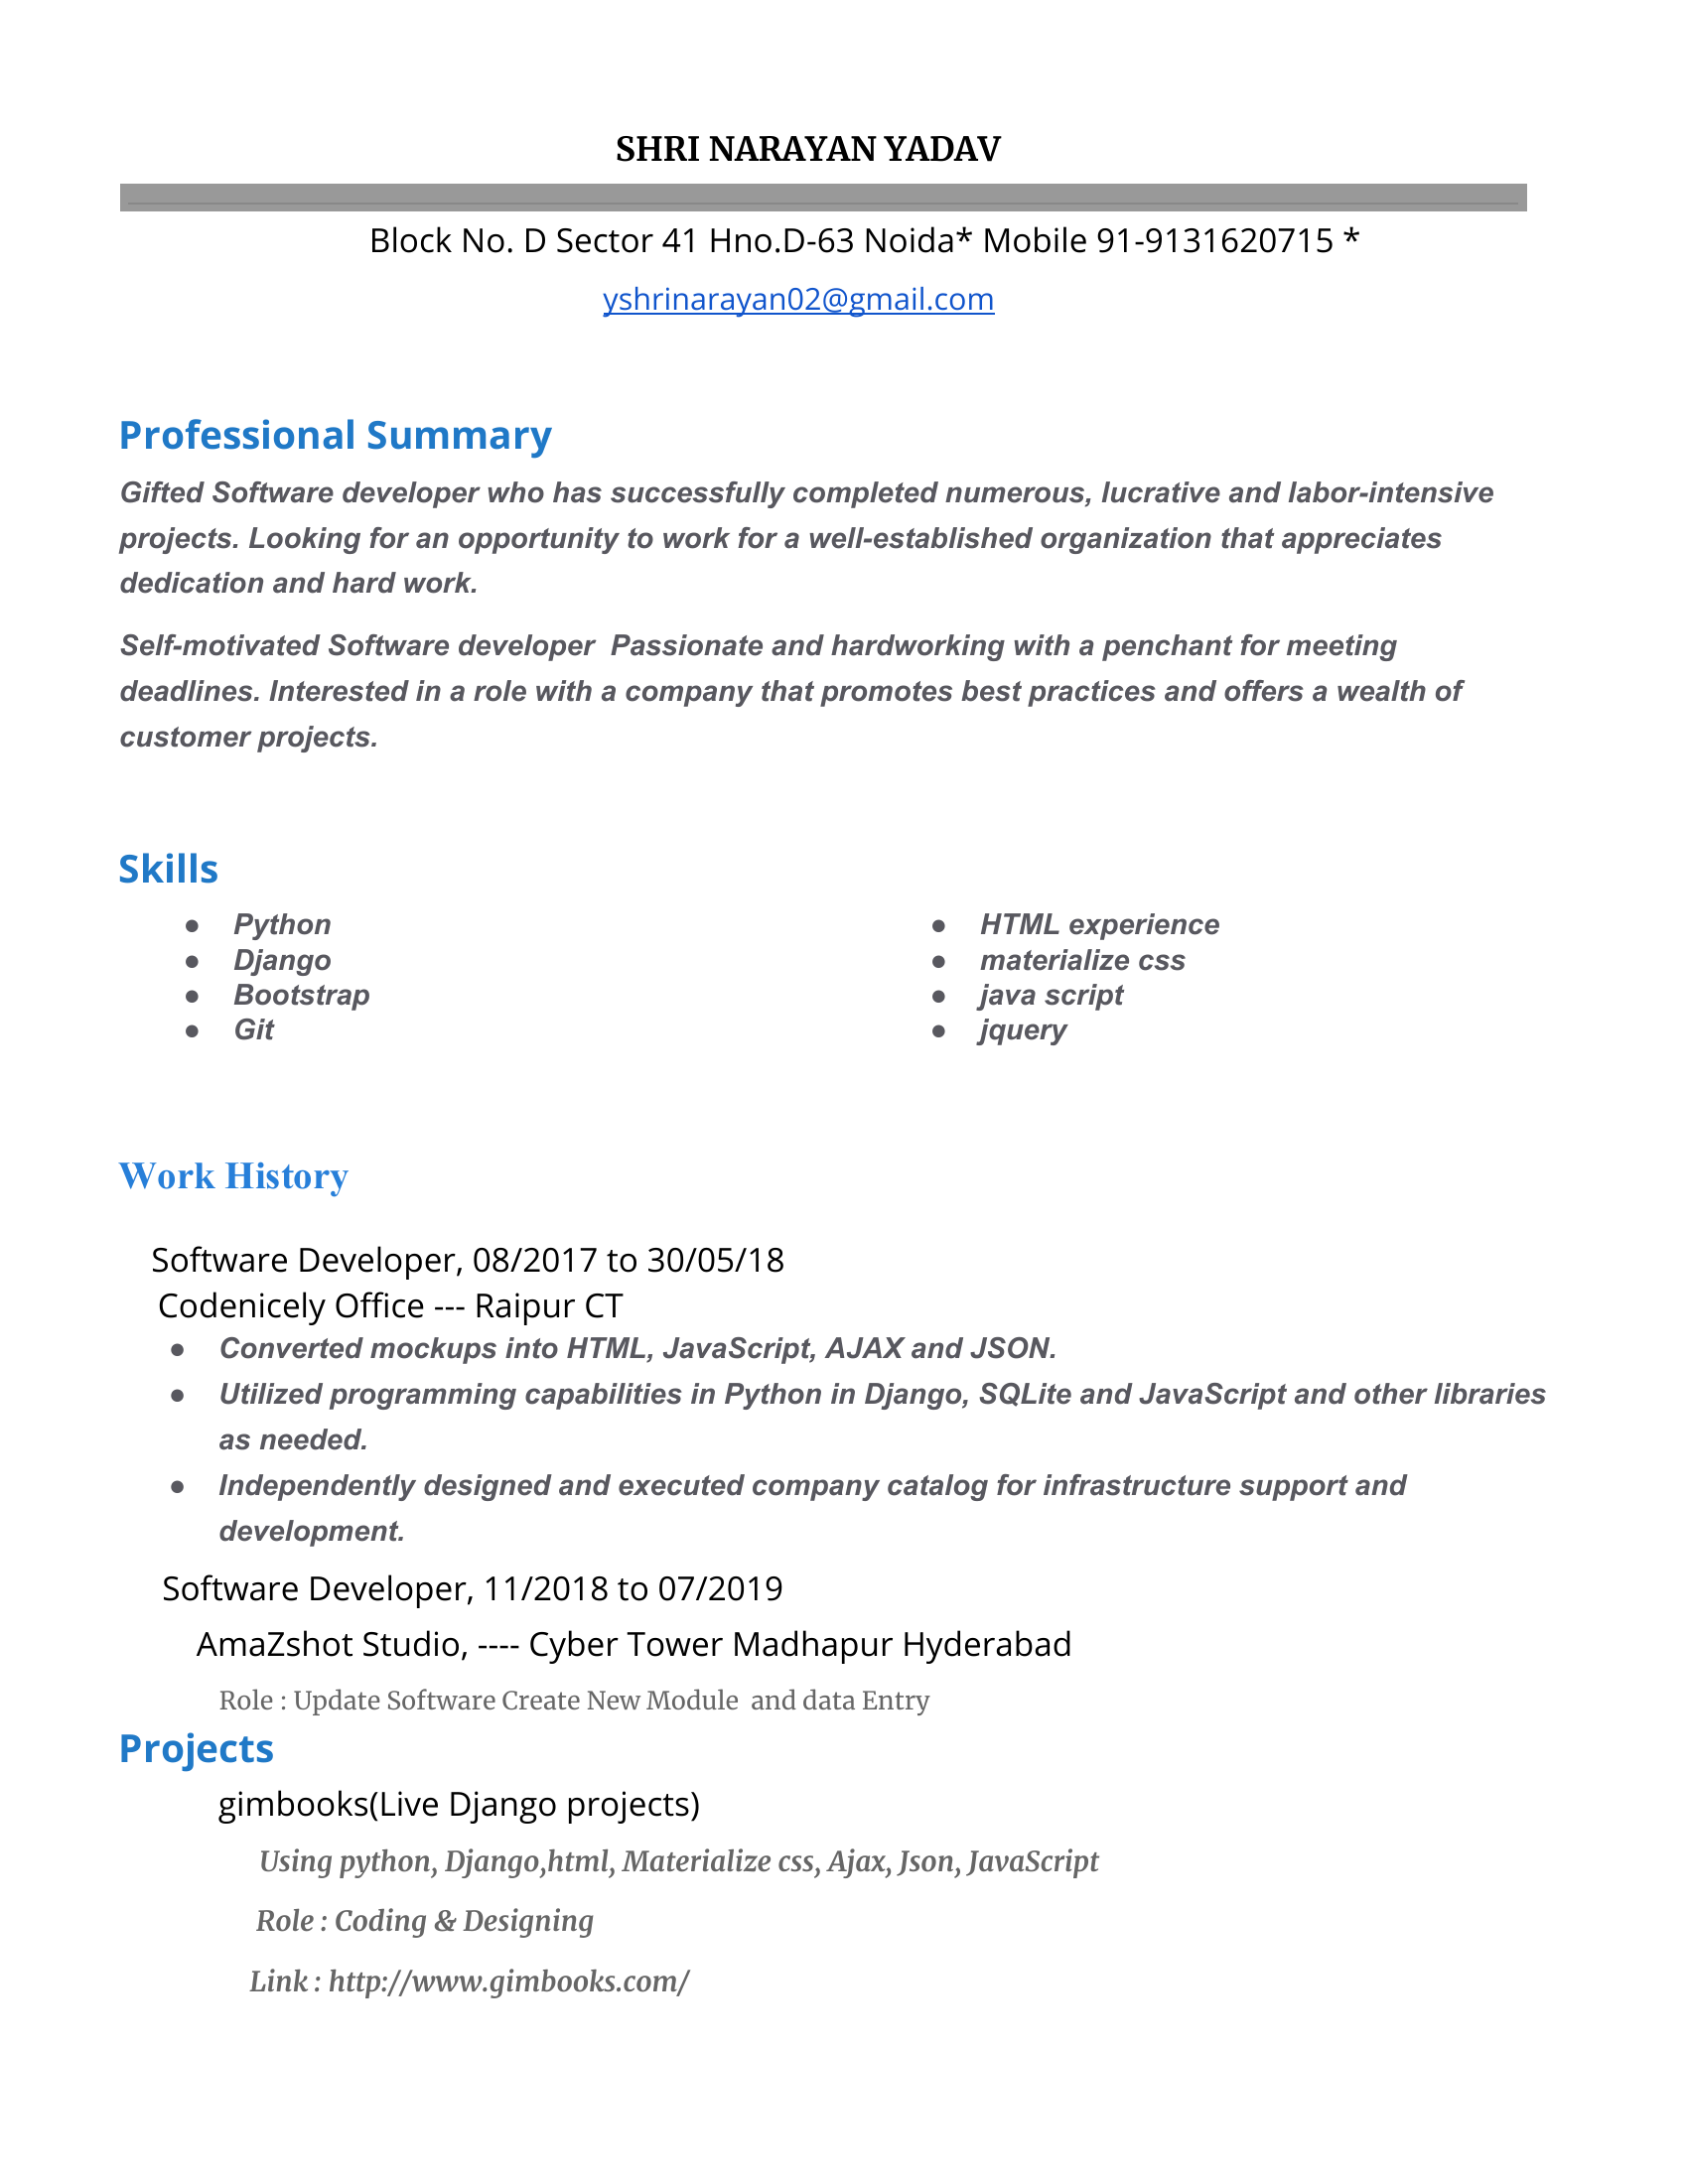 SHRI NARAYAN YADAV
Block No. D Sector 41 Hno.D-63 Noida* Mobile 91-9131620715 *
yshrinarayan02@gmail.com
Professional Summary
Gifted Software developer who has successfully completed numerous, lucrative and labor-intensive
projects. Looking for an opportunity to work for a well-established organization that appreciates
dedication and hard work.
Self-motivated Software developer  Passionate and hardworking with a penchant for meeting
deadlines. Interested in a role with a company that promotes best practices and offers a wealth of
customer projects.
Skills
● Python
● Django
● Bootstrap
● Git
● HTML experience
● materialize css
● java script
● jquery
Work History
Software Developer, 08/2017 to 30/05/18
Codenicely Office --- Raipur CT
● Converted mockups into HTML, JavaScript, AJAX and JSON.
● Utilized programming capabilities in Python in Django, SQLite and JavaScript and other libraries
as needed.
● Independently designed and executed company catalog for infrastructure support and
development.
Software Developer, 11/2018 to 07/2019
AmaZshot Studio, ---- Cyber Tower Madhapur Hyderabad
Role : Update Software Create New Module  and data Entry
Projects
gimbooks(Live Django projects)
Using python, Django,html, Materialize css, Ajax, Json, JavaScript
Role : Coding & Designing
Link : http://www.gimbooks.com/